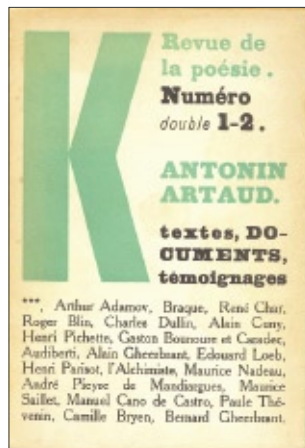 K
Revue de
la poésie.
Numéro
double 1-2.
ANTONIN
ARTAUD.
textes, DO-
CUMENTS,
témoignages
***, Arthur Adamov, Braque, René Char,
Roger Blin, Charles Dullin, Alain Cuny,
Henri Pichette, Gaston Bounoure et Caradec,
Audiberti, Alain Gheerbrant, Edouard Loeb,
Henri Parisot, l'Alchimiste, Maurice Nadeau,
André Pieyre de Mandiargues, Maurice
Saillet, Manuel Cano de Castro, Paule Thé-
venin, Camille Bryen, Bernard Gheerbrant.